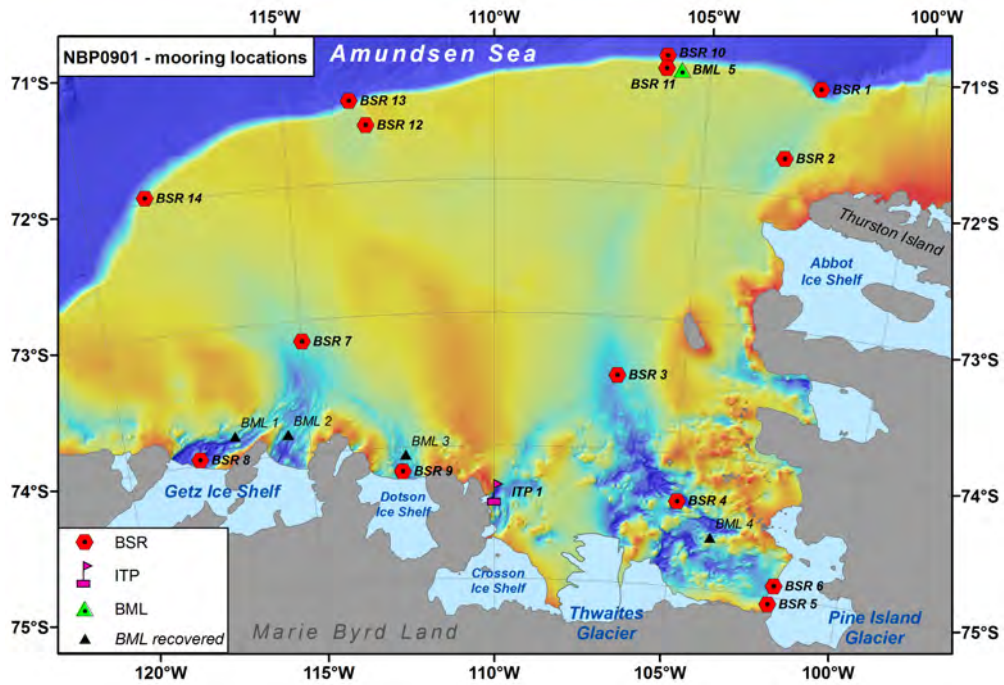 115°W 110°W 105°W 100°W
NBP0901 - mooring locations
Amundsen Sea
BSR 10
71°S
BSR 11
BML 5
BSR 1
71°S
BSR 13
BSR 12
BSR 2
BSR 14
72°S
72°S
Thurston Island
Abbot
Ice Shelf
73°S
BSR 7
BSR 3
73°S
BML 1
BML 2
BML 3
BSR 8
BSR 9
74°S
Getz Ice Shelf
Dotson
Ice Shelf
ITP 1
BSR 4
74°S
BML 4
BSR
ITP
BML
BML recovered
Crosson
Ice Shelf
BSR 6
BSR 5
Thwaites
Glacier
Pine Island
Glacier
Marie Byrd Land
75°S
75°S
120°W 115°W 110°W 105°W 100°W